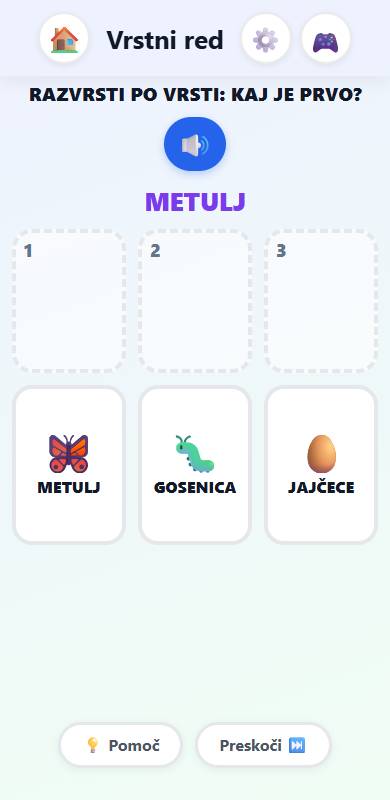 Vrstni red
RAZVRSTI PO VRSTI: KAJ JE PRVO?
METULJ
1 2 3
METULJ GOSENICA JAJČECE
Pomoč Preskoči